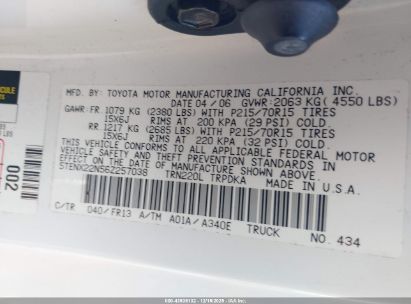 MFD. BY: TOYOTA MOTOR MANUFACTURING CALIFORNIA INC.
DATE 04 / 06 GVWR: 2063 KG ( 4550 LBS)
GAWR: FR. 1079 KG (2380 LBS) WITH P215/70R15 TIRES
15X6J RIMS AT 200 KPA (29 PSI) COLD.
RR 1217 KG (2685 LBS) WITH P215/70R15 TIRES
15X6J RIMS AT 220 KPA (32 PSI) COLD.
THIS VEHICLE CONFORMS TO ALL APPLICABLE FEDERAL MOTOR
VEHICLE SAFETY AND THEFT PREVENTION STANDARDS IN
EFFECT ON THE DATE OF MANUFACTURE SHOWN ABOVE.
5TENX22N56Z257038 TRN220L TRPDKA MADE IN U.S.A.
C/TR 040/FR13 A/TM A01A/A340E TRUCK NO. 434
002